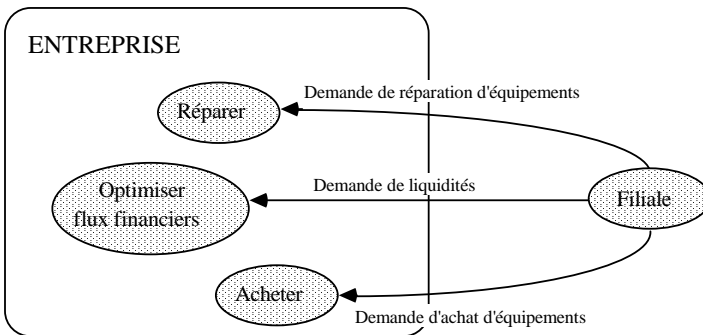 ENTREPRISE
Demande de réparation d'équipements
Réparer
Optimiser
flux financiers
Demande de liquidités
Filiale
Acheter
Demande d'achat d'équipements